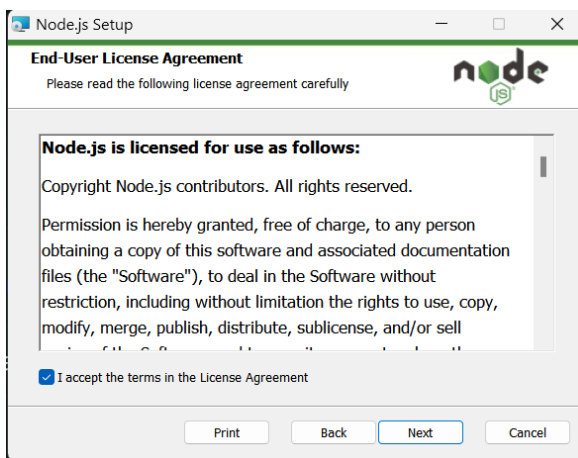 Node.js Setup
End-User License Agreement
Please read the following license agreement carefully
node
JS
Node.js is licensed for use as follows:
Copyright Node.js contributors. All rights reserved.
Permission is hereby granted, free of charge, to any person
obtaining a copy of this software and associated documentation
files (the "Software"), to deal in the Software without
restriction, including without limitation the rights to use, copy,
modify, merge, publish, distribute, sublicense, and/or sell
I accept the terms in the License Agreement
Print Back Next Cancel